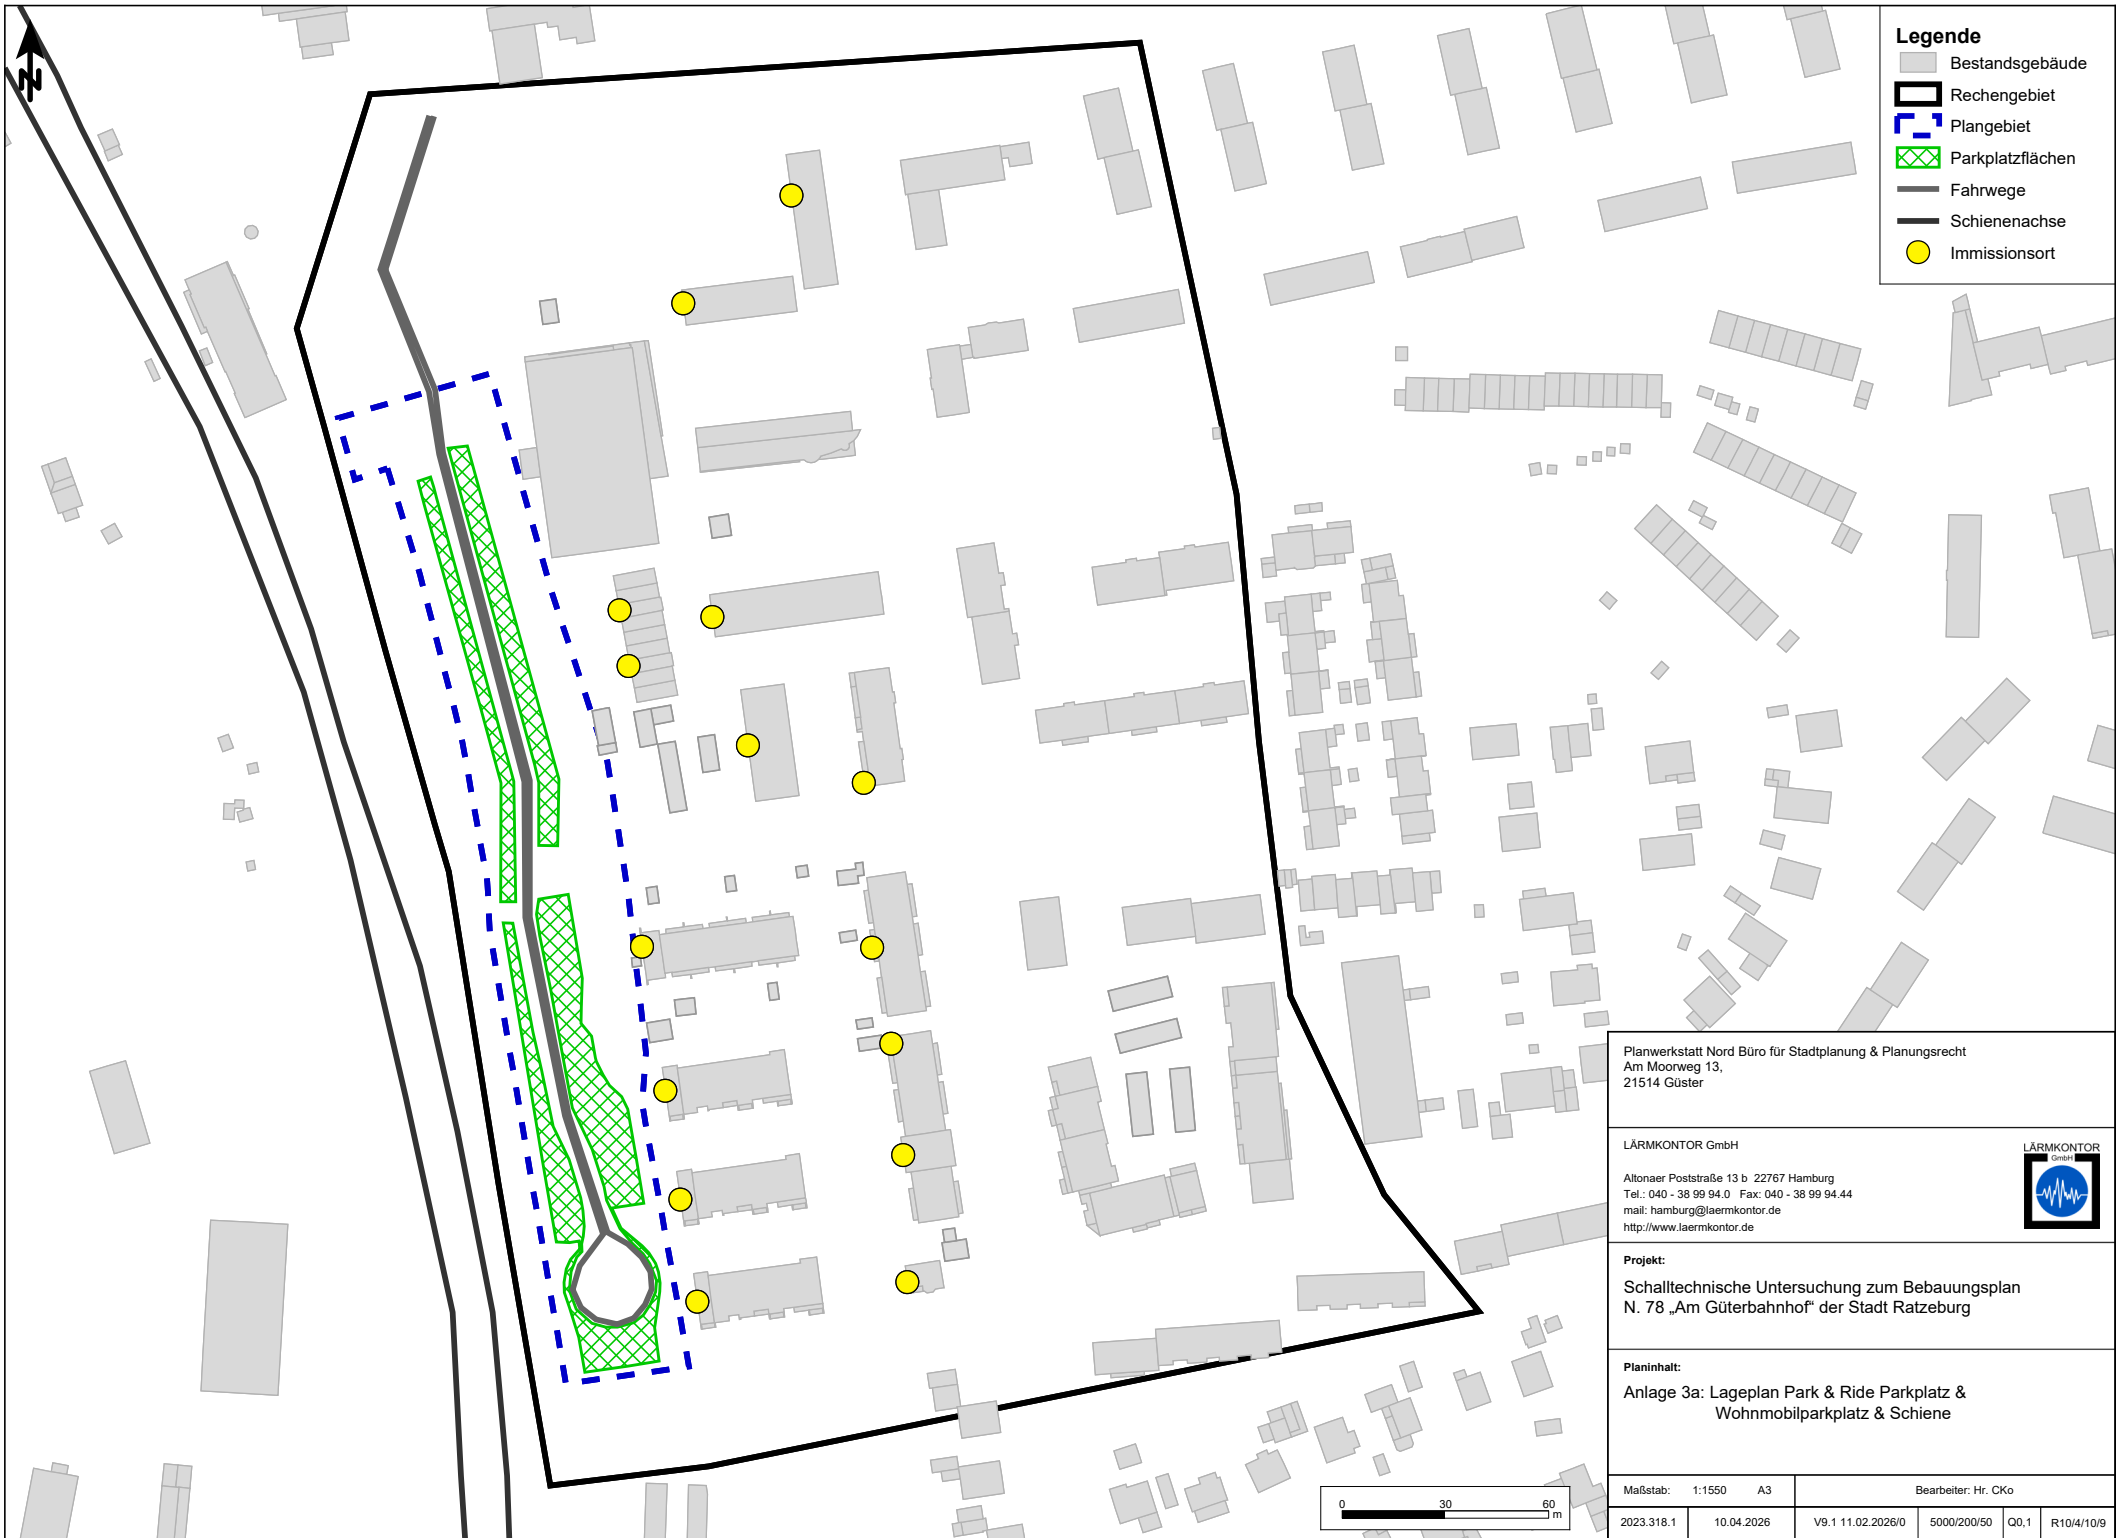 N
Legende
Bestandsgebäude
Rechengebiet
Plangebiet
Parkplatzflächen
Fahrwege
Schienenachse
Immissionsort
Planwerkstatt Nord Büro für Stadtplanung & Planungsrecht
Am Moorweg 13,
21514 Güster
LÄRMKONTOR GmbH
Altonaer Poststraße 13 b 22767 Hamburg
Tel.: 040 - 38 99 94.0 Fax: 040 - 38 99 94.44
mail: hamburg@laermkontor.de
http://www.laermkontor.de
LÄRMKONTOR
GmbH
Projekt:
Schalltechnische Untersuchung zum Bebauungsplan
N. 78 „Am Güterbahnhof“ der Stadt Ratzeburg
Planinhalt:
Anlage 3a: Lageplan Park & Ride Parkplatz &
Wohnmobilparkplatz & Schiene
0 30 60
m
Maßstab: 1:1550 A3 Bearbeiter: Hr. CKo
2023.318.1 10.04.2026 V9.1 11.02.2026/0 5000/200/50 Q0,1 R10/4/10/9